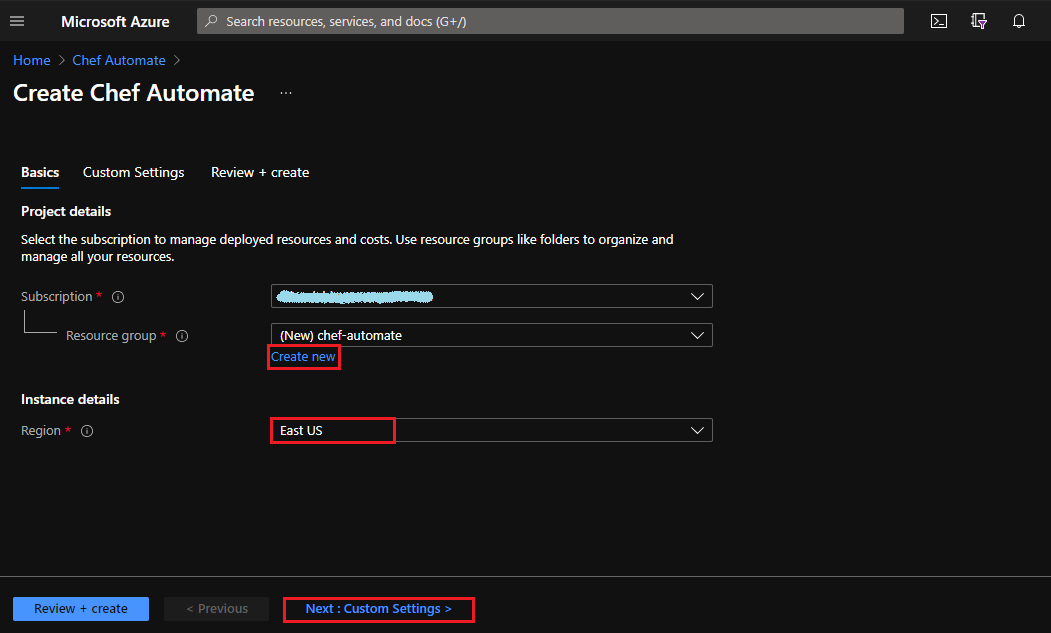 Microsoft Azure
Search resources, services, and docs (G+/)
Home > Chef Automate >
Create Chef Automate ...
Basics Custom Settings Review + create
Project details
Select the subscription to manage deployed resources and costs. Use resource groups like folders to organize and
manage all your resources.
Subscription *
Resource group *
(New) chef-automate
Create new
Instance details
Region *
East US
Review + create
< Previous
Next : Custom Settings >